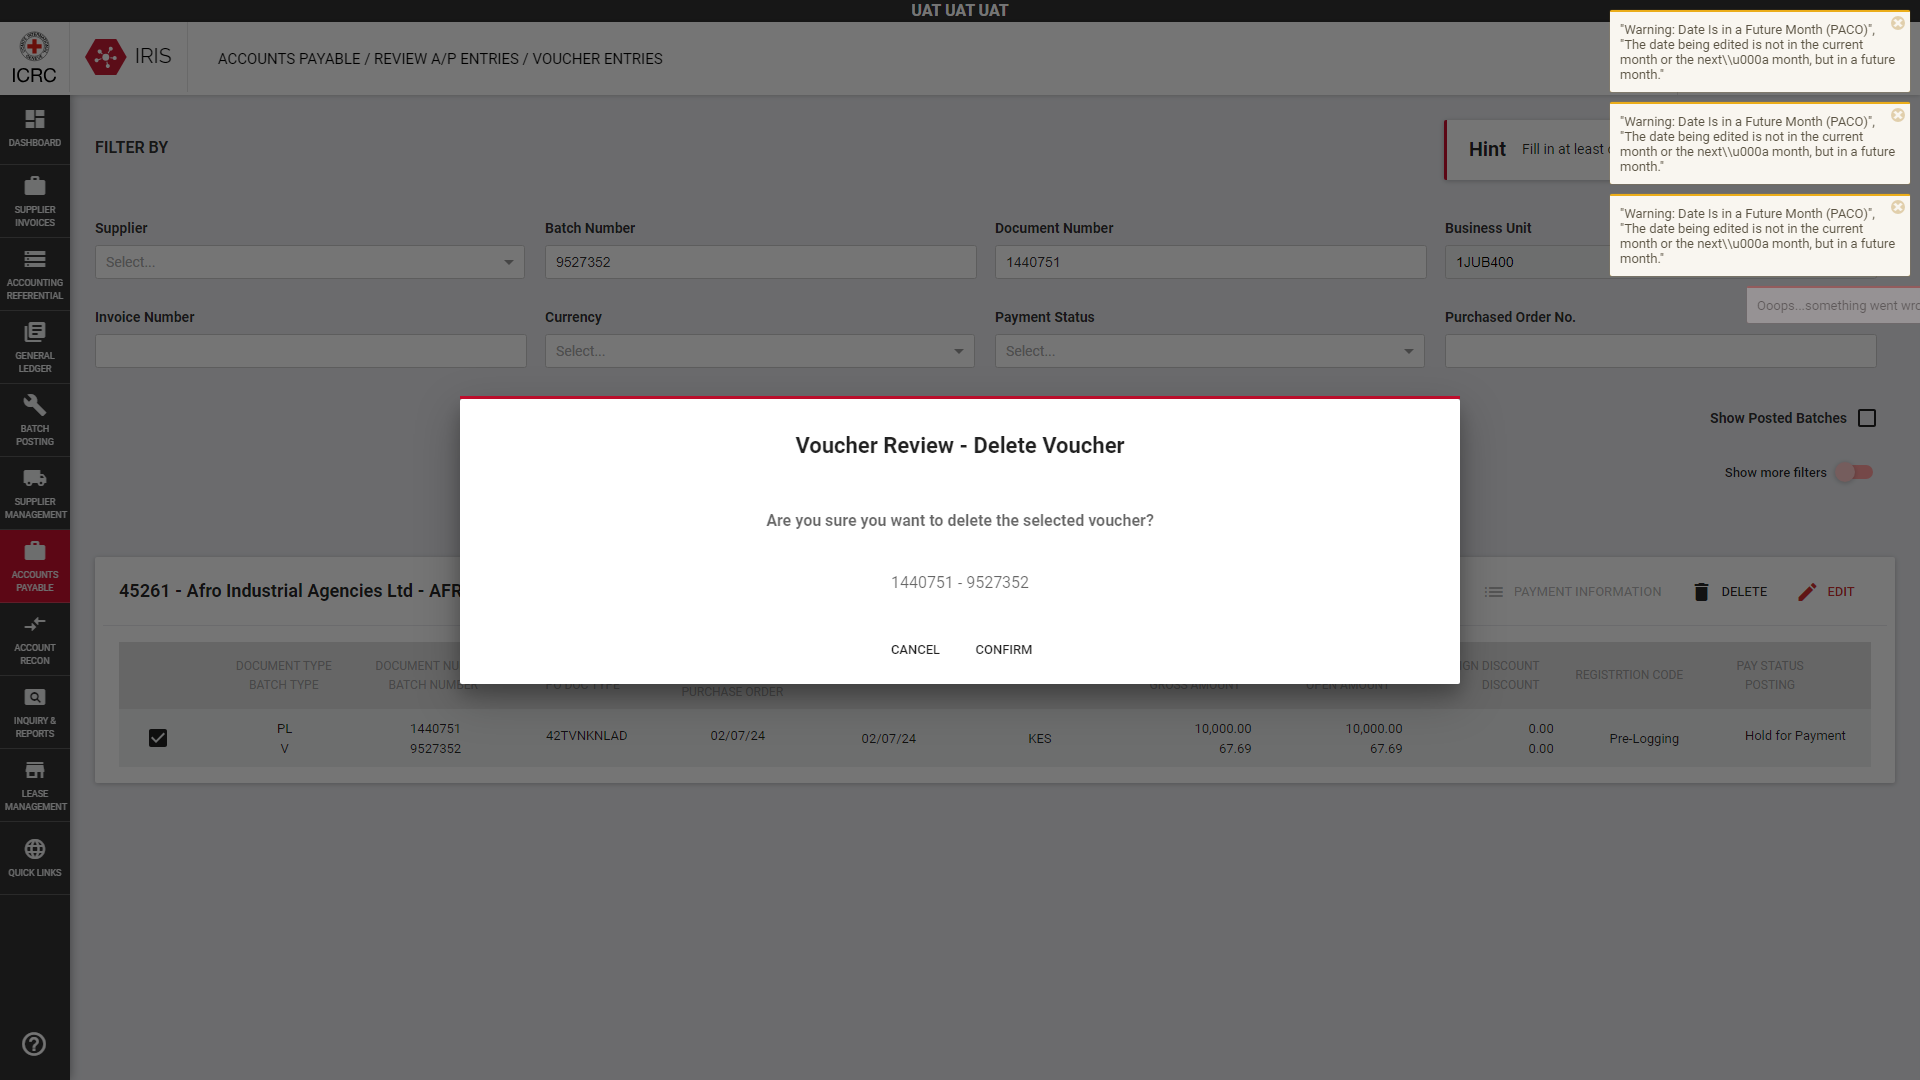 UAT UAT UAT
ICRC
IRIS
ACCOUNTS PAYABLE / REVIEW A/P ENTRIES / VOUCHER ENTRIES
"Warning: Date Is in a Future Month (PACO)",
"The date being edited is not in the current
month or the next\\u000a month, but in a future
month."
"Warning: Date Is in a Future Month (PACO)",
"The date being edited is not in the current
month or the next\\u000a month, but in a future
month."
"Warning: Date Is in a Future Month (PACO)",
"The date being edited is not in the current
month or the next\\u000a month, but in a future
month."
Ooops...something went wro
DASHBOARD
SUPPLIER
INVOICES
ACCOUNTING
REFERENTIAL
GENERAL
LEDGER
BATCH
POSTING
SUPPLIER
MANAGEMENT
ACCOUNTS
PAYABLE
ACCOUNT
RECON
INQUIRY &
REPORTS
LEASE
MANAGEMENT
QUICK LINKS
FILTER BY
Hint Fill in at least
Supplier Batch Number Document Number Business Unit
Select... 9527352 1440751 1JUB400
Invoice Number Currency Payment Status Purchased Order No.
Select... Select...
Show Posted Batches
Show more filters
Voucher Review - Delete Voucher
Are you sure you want to delete the selected voucher?
1440751 - 9527352
CANCEL CONFIRM
45261 - Afro Industrial Agencies Ltd - AFR
PAYMENT INFORMATION DELETE EDIT
DOCUMENT TYPE DOCUMENT NU GN DISCOUNT REGISTRTION CODE PAY STATUS
BATCH TYPE BATCH NUMBER PO DOC TYPE PURCHASE ORDER GROSS AMOUNT OPEN AMOUNT DISCOUNT POSTING
PL 1440751 42TVNKNLAD 02/07/24 02/07/24 KES 10,000.00 10,000.00 0.00 Pre-Logging Hold for Payment
V 9527352 67.69 67.69 0.00